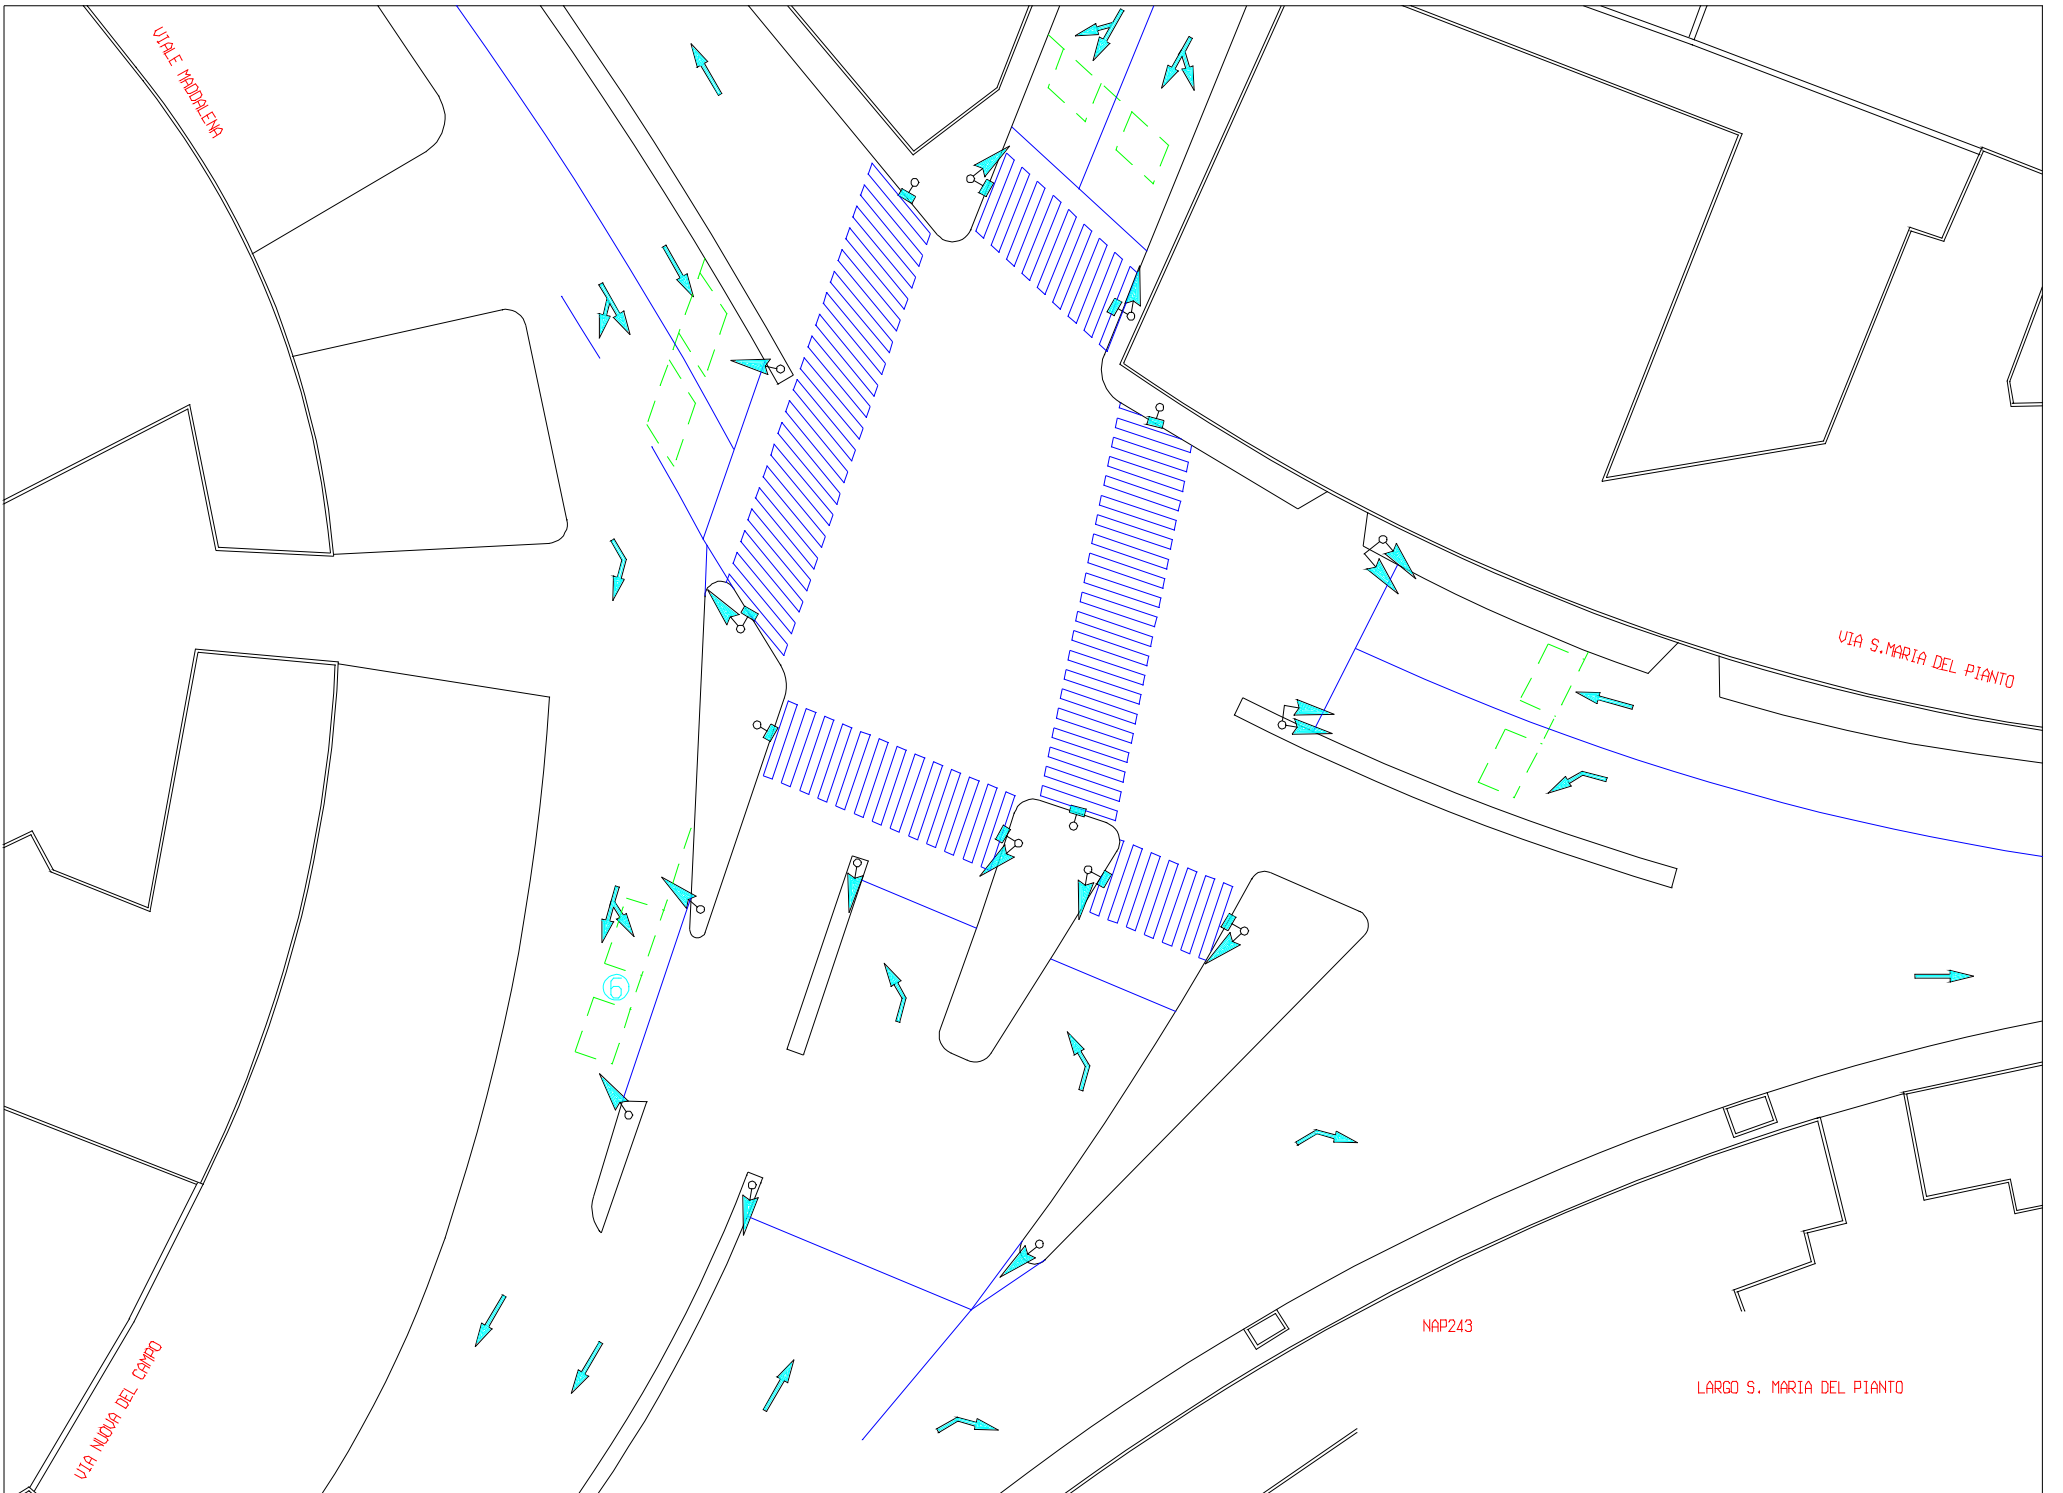 VIALE MADDALENA
VIA S.MARIA DEL PIANTO
6
NAP243
LARGO S. MARIA DEL PIANTO
VIA NUOVA DEL CAMPO